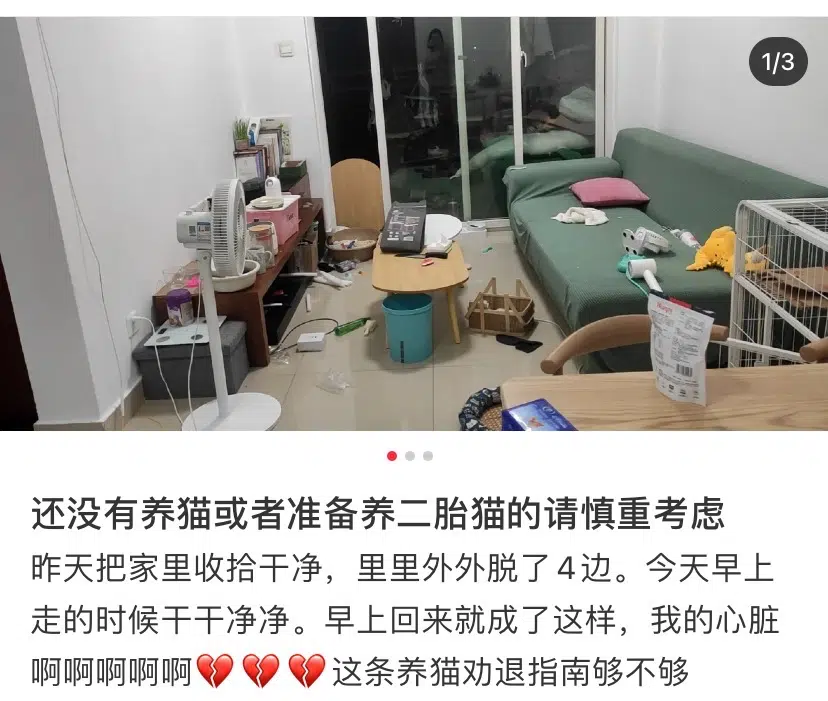 1/3
还没有养猫或者准备养二胎猫的请慎重考虑
昨天把家里收拾干净，里里外外脱了4边。今天早上
走的时候干干净净。早上回来就成了这样，我的心脏
啊啊啊啊啊💔💔💔这条养猫劝退指南够不够